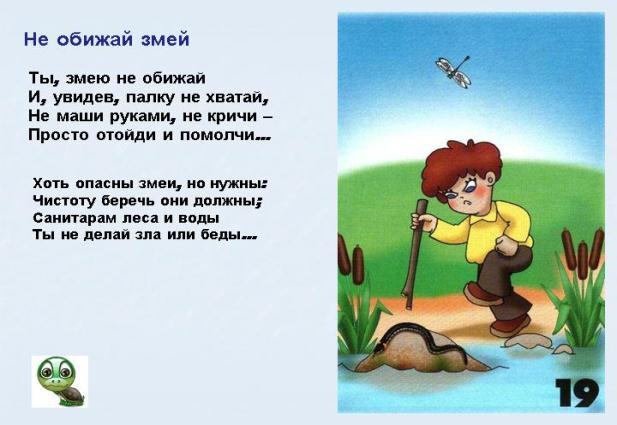 Не обижай змей
Ты, змею не обижай
И, увидев, палку не хватай,
Не маши руками, не кричи –
Просто отойди и помолчи...
Хоть опасны змеи, но нужны:
Чистоту беречь они должны;
Санитарам леса и воды
Ты не делай зла или беды...
19